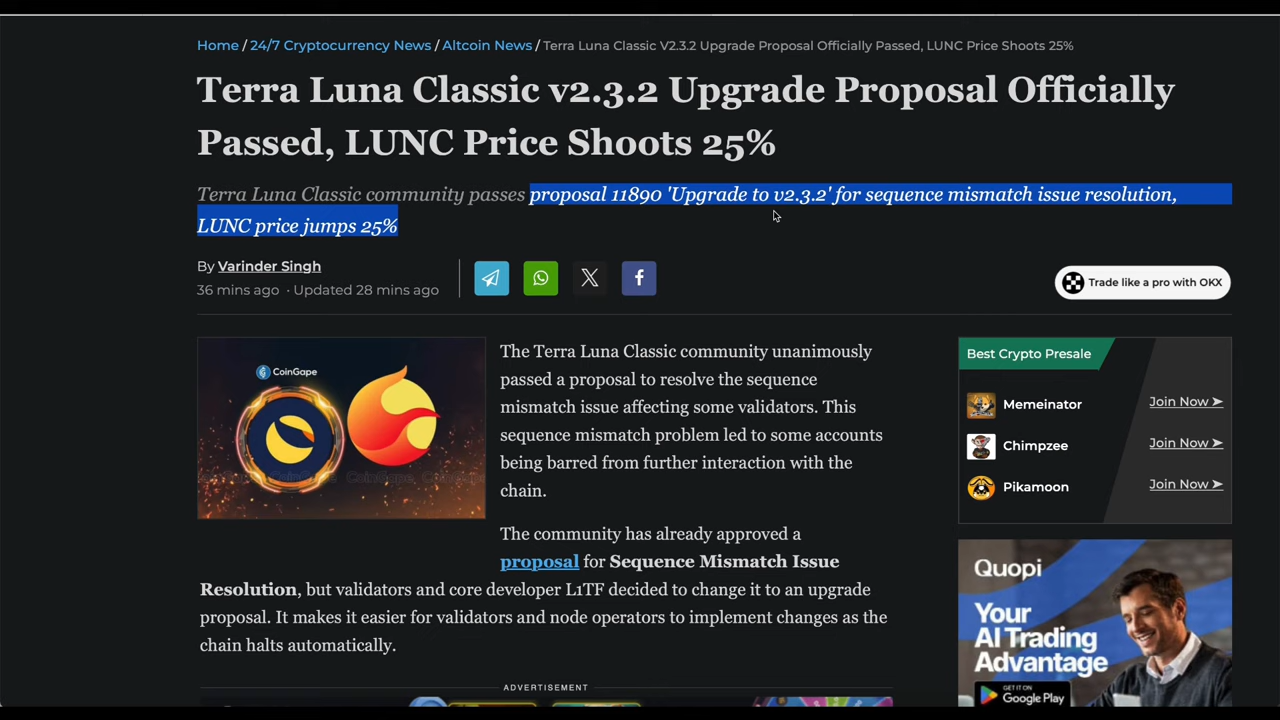 Home / 24/7 Cryptocurrency News / Altcoin News / Terra Luna Classic V2.3.2 Upgrade Proposal Officially Passed, LUNC Price Shoots 25%
Terra Luna Classic v2.3.2 Upgrade Proposal Officially
Passed, LUNC Price Shoots 25%
Terra Luna Classic community passes proposal 11890 'Upgrade to v2.3.2' for sequence mismatch issue resolution,
LUNC price jumps 25%
By Varinder Singh
36 mins ago · Updated 28 mins ago
Trade like a pro with OKX
CoinGape
The Terra Luna Classic community unanimously
passed a proposal to resolve the sequence
mismatch issue affecting some validators. This
sequence mismatch problem led to some accounts
being barred from further interaction with the
chain.
The community has already approved a
proposal for Sequence Mismatch Issue
Resolution, but validators and core developer L1TF decided to change it to an upgrade
proposal. It makes it easier for validators and node operators to implement changes as the
chain halts automatically.
ADVERTISEMENT
Best Crypto Presale
Memeinator Join Now ➤
Chimpzee Join Now ➤
Pikamoon Join Now ➤
Quopi
Your
AI Trading
Advantage
GET IT ON
Google Play